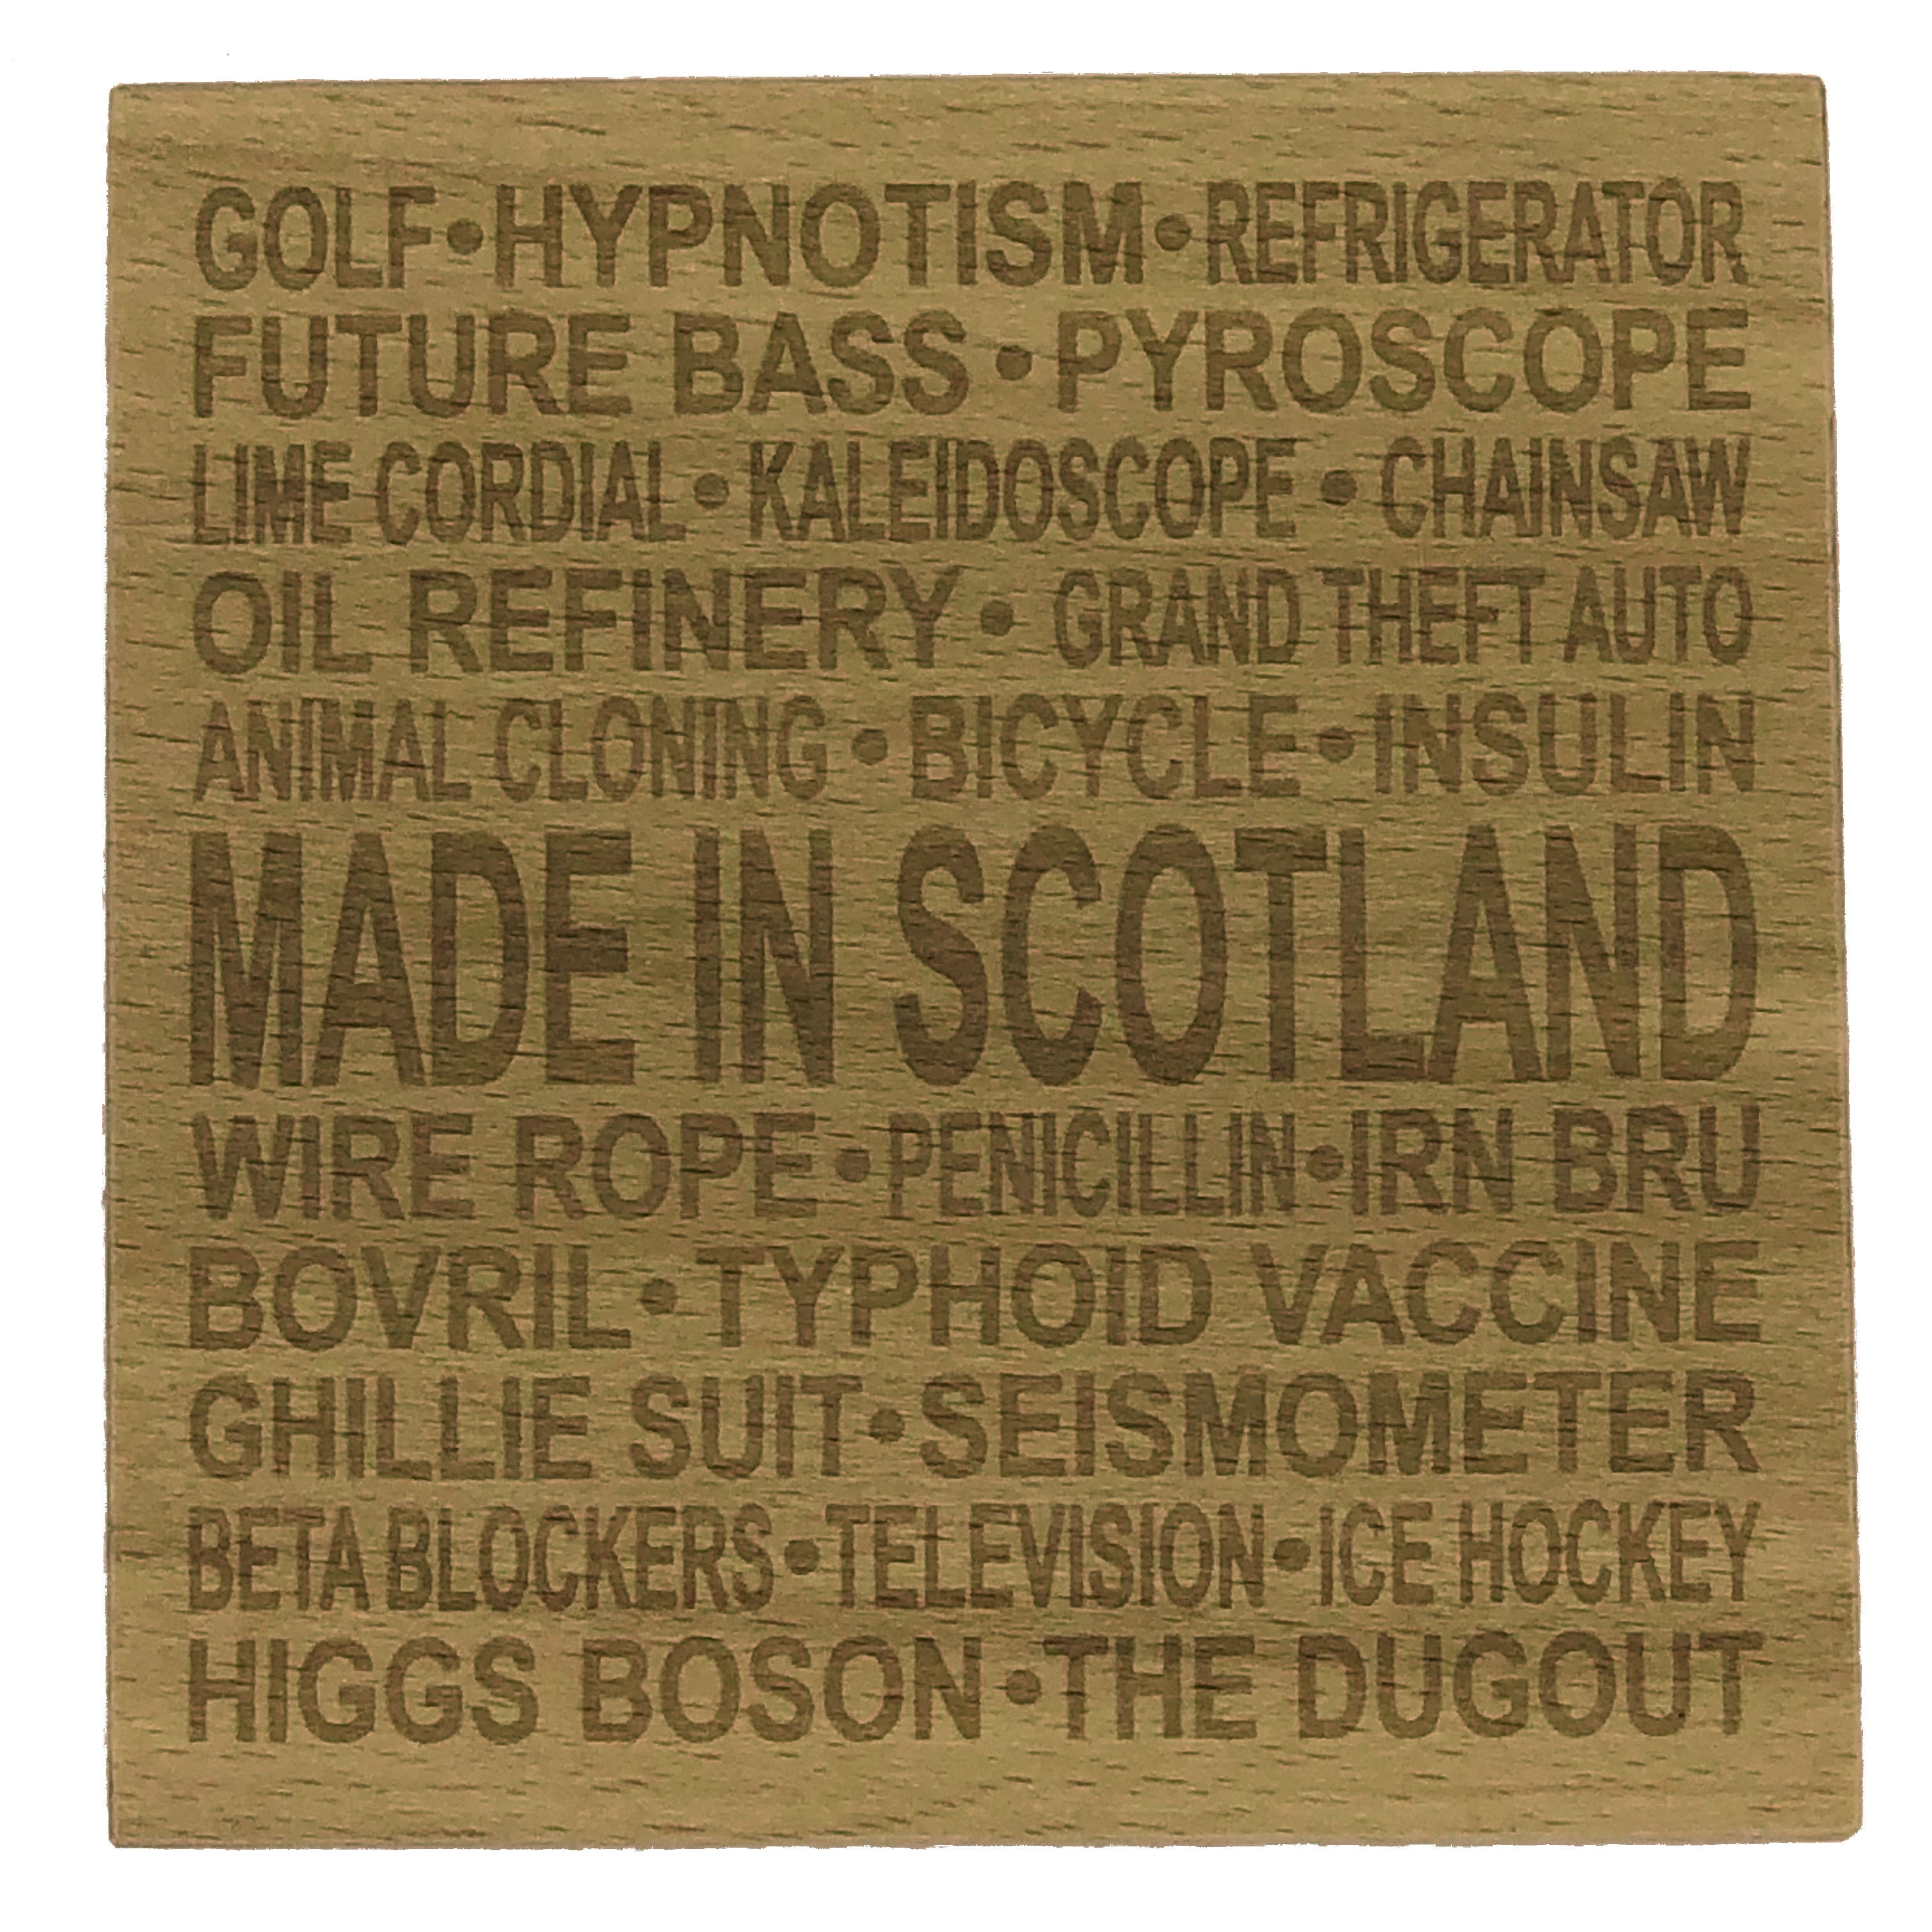 GOLF•HYPNOTISM•REFRIGERATOR
FUTURE BASS • PYROSCOPE
LIME CORDIAL • KALEIDOSCOPE • CHAINSAW
OIL REFINERY • GRAND THEFT AUTO
ANIMAL CLONING • BICYCLE • INSULIN
MADE IN SCOTLAND
WIRE ROPE•PENICILLIN•IRN BRU
BOVRIL•TYPHOID VACCINE
GHILLIE SUIT•SEISMOMETER
BETA BLOCKERS•TELEVISION•ICE HOCKEY
HIGGS BOSON•THE DUGOUT